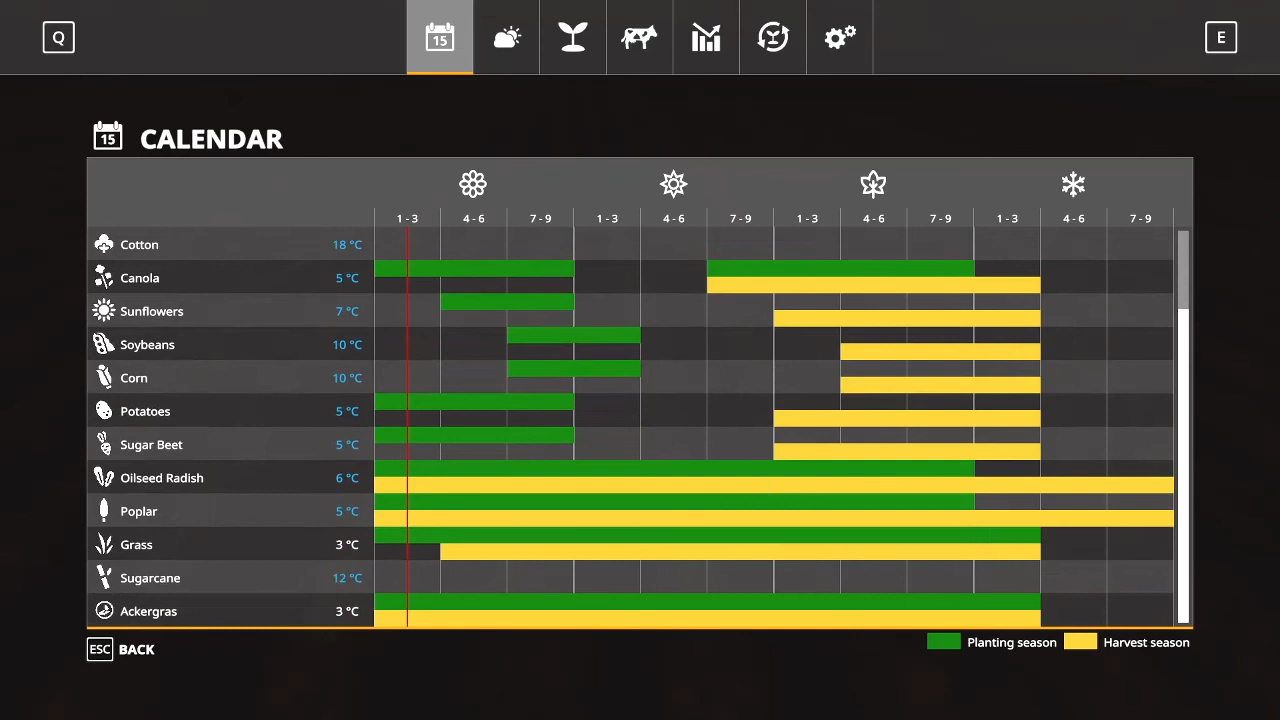 Q
15
E
15 CALENDAR
1 - 3 4 - 6 7 - 9 1 - 3 4 - 6 7 - 9 1 - 3 4 - 6 7 - 9 1 - 3 4 - 6 7 - 9
Cotton 18 °C
Canola 5 °C
Sunflowers 7 °C
Soybeans 10 °C
Corn 10 °C
Potatoes 5 °C
Sugar Beet 5 °C
Oilseed Radish 6 °C
Poplar 5 °C
Grass 3 °C
Sugarcane 12 °C
Ackergras 3 °C
ESC BACK
Planting season Harvest season